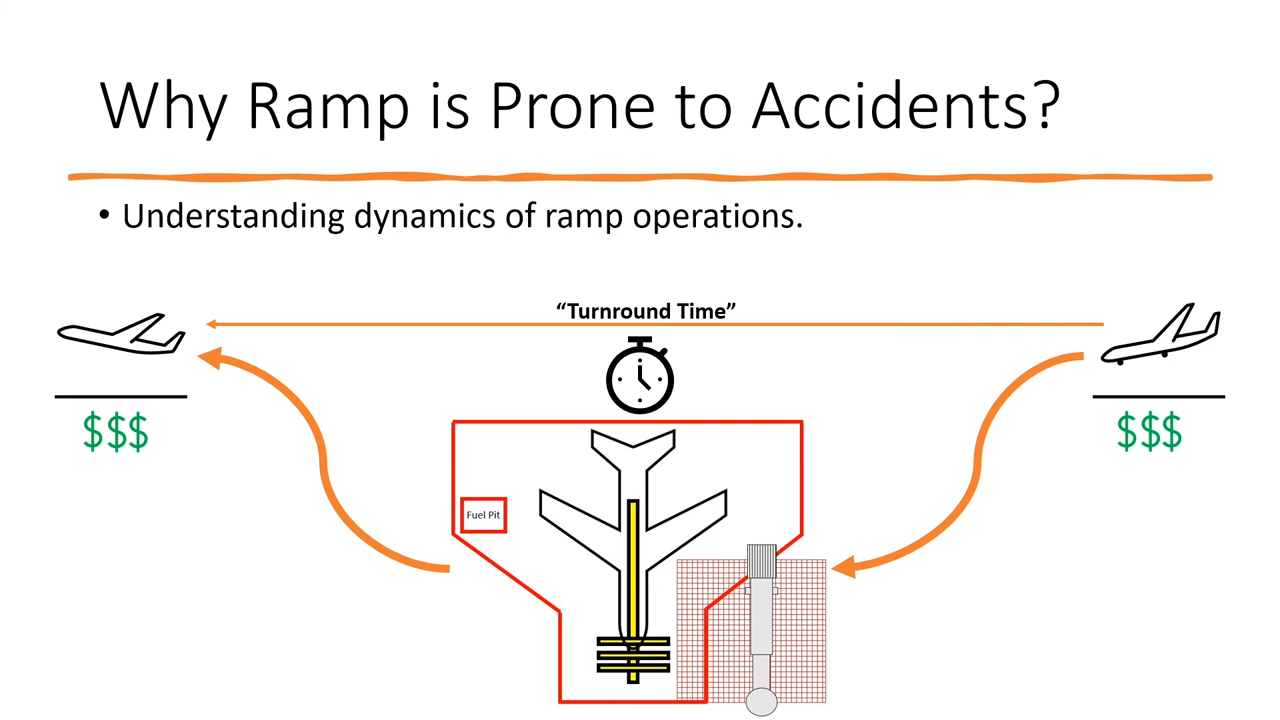 Why Ramp is Prone to Accidents?
• Understanding dynamics of ramp operations.
“Turnround Time”
$$$
$$$
Fuel Pit